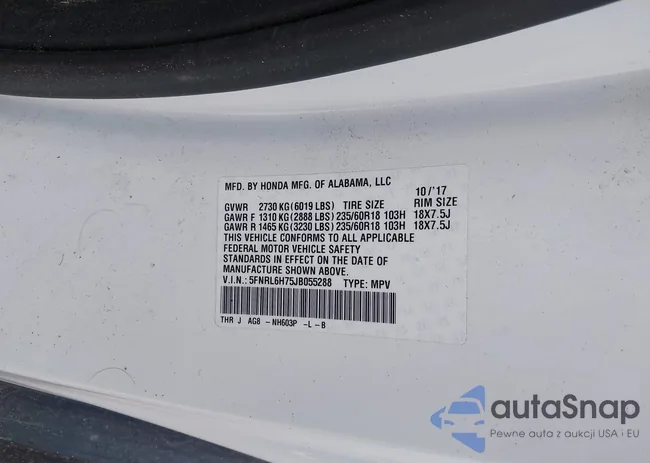 MFD. BY HONDA MFG. OF ALABAMA, LLC 10/'17
GVWR 2730 KG (6019 LBS) TIRE SIZE RIM SIZE
GAWR F 1310 KG (2888 LBS) 235/60R18 103H 18X7.5J
GAWR R 1465 KG (3230 LBS) 235/60R18 103H 18X7.5J
THIS VEHICLE CONFORMS TO ALL APPLICABLE
FEDERAL MOTOR VEHICLE SAFETY
STANDARDS IN EFFECT ON THE DATE OF
MANUFACTURE SHOWN ABOVE.
V.I.N.: 5FNRL6H75JB055288 TYPE: MPV
THR J AG8 -NH603P -L -B
autaSnap
Pewne auta z aukcji USA i EU